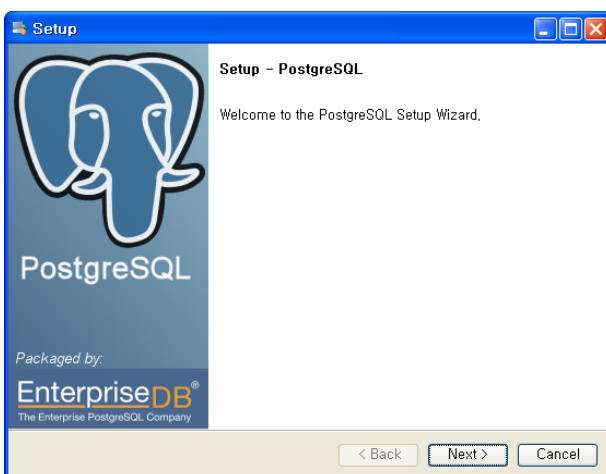 Setup
Setup - PostgreSQL
Welcome to the PostgreSQL Setup Wizard.
PostgreSQL
Packaged by:
EnterpriseDB®
The Enterprise PostgreSQL Company
< Back
Next >
Cancel